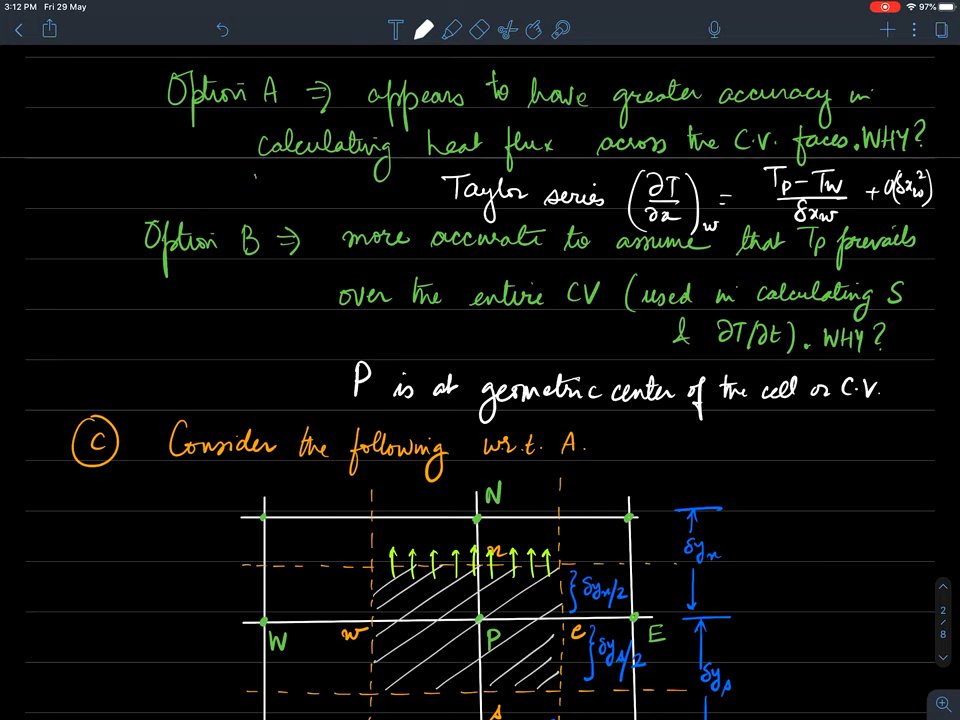 3:12 PM Fri 29 May
97%
Option A ⇒ appears to have greater accuracy in
calculating heat flux across the C.V. faces. WHY?
Taylor series (∂T/∂x)w = (Tp − Tw)/δxw + O(δxw²)
Option B ⇒ more accurate to assume that Tp prevails
over the entire CV (used in calculating S
& ∂T/∂t). WHY?
P is at geometric center of the cell or C.V.
C Consider the following w.r.t. A.
N
n
δyn
δyn/2
W w P e E
δys/2
δys
s
2
/
8